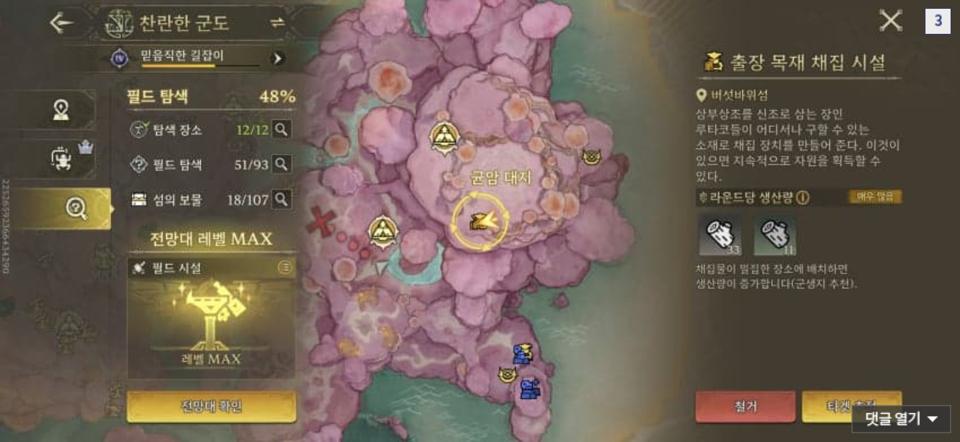 찬란한 군도
3
믿음직한 길잡이
필드 탐색 48%
탐색 장소 12/12
필드 탐색 51/93
섬의 보물 18/107
전망대 레벨 MAX
필드 시설
레벨 MAX
전망대 확인
균암 대지
출장 목재 채집 시설
버섯바위섬
상부상조를 신조로 삼는 장인
루타코들이 어디서나 구할 수 있는
소재로 채집 장치를 만들어 준다. 이것이
있으면 지속적으로 자원을 획득할 수
있다.
라운드당 생산량
매우 많음
33 11
채집물이 밀집한 장소에 배치하면
생산량이 증가합니다(군생지 추천).
철거
댓글 열기